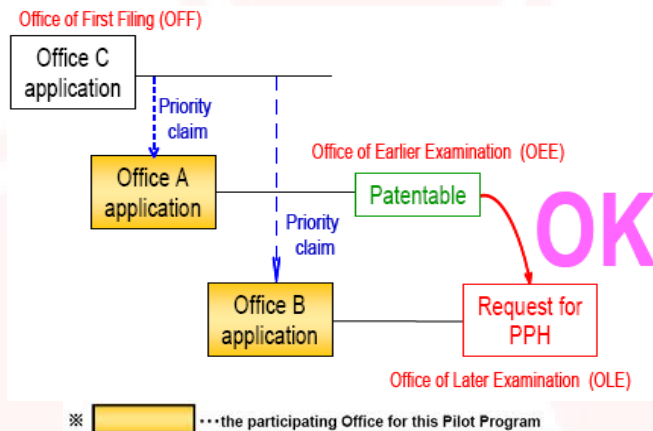 Office of First Filing (OFF)
Office C
application
Priority
claim
Office of Earlier Examination (OEE)
Office A
application
Patentable
OK
Priority
claim
Office B
application
Request for
PPH
Office of Later Examination (OLE)
※ ···the participating Office for this Pilot Program